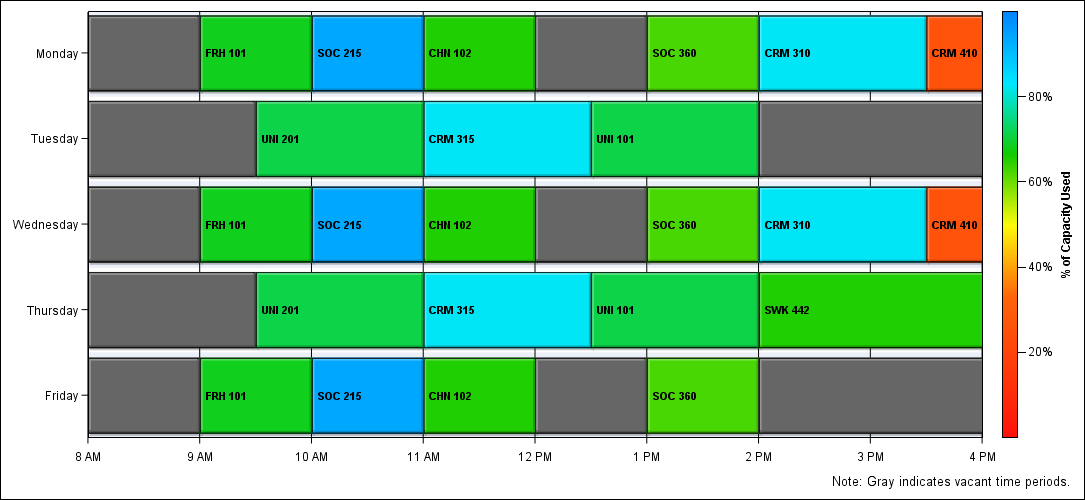 Monday FRH 101 SOC 215 CHN 102 SOC 360 CRM 310 CRM 410
80%
Tuesday UNI 201 CRM 315 UNI 101
60%
Wednesday FRH 101 SOC 215 CHN 102 SOC 360 CRM 310 CRM 410
% of Capacity Used
40%
Thursday UNI 201 CRM 315 UNI 101 SWK 442
20%
Friday FRH 101 SOC 215 CHN 102 SOC 360
8 AM 9 AM 10 AM 11 AM 12 PM 1 PM 2 PM 3 PM 4 PM
Note: Gray indicates vacant time periods.